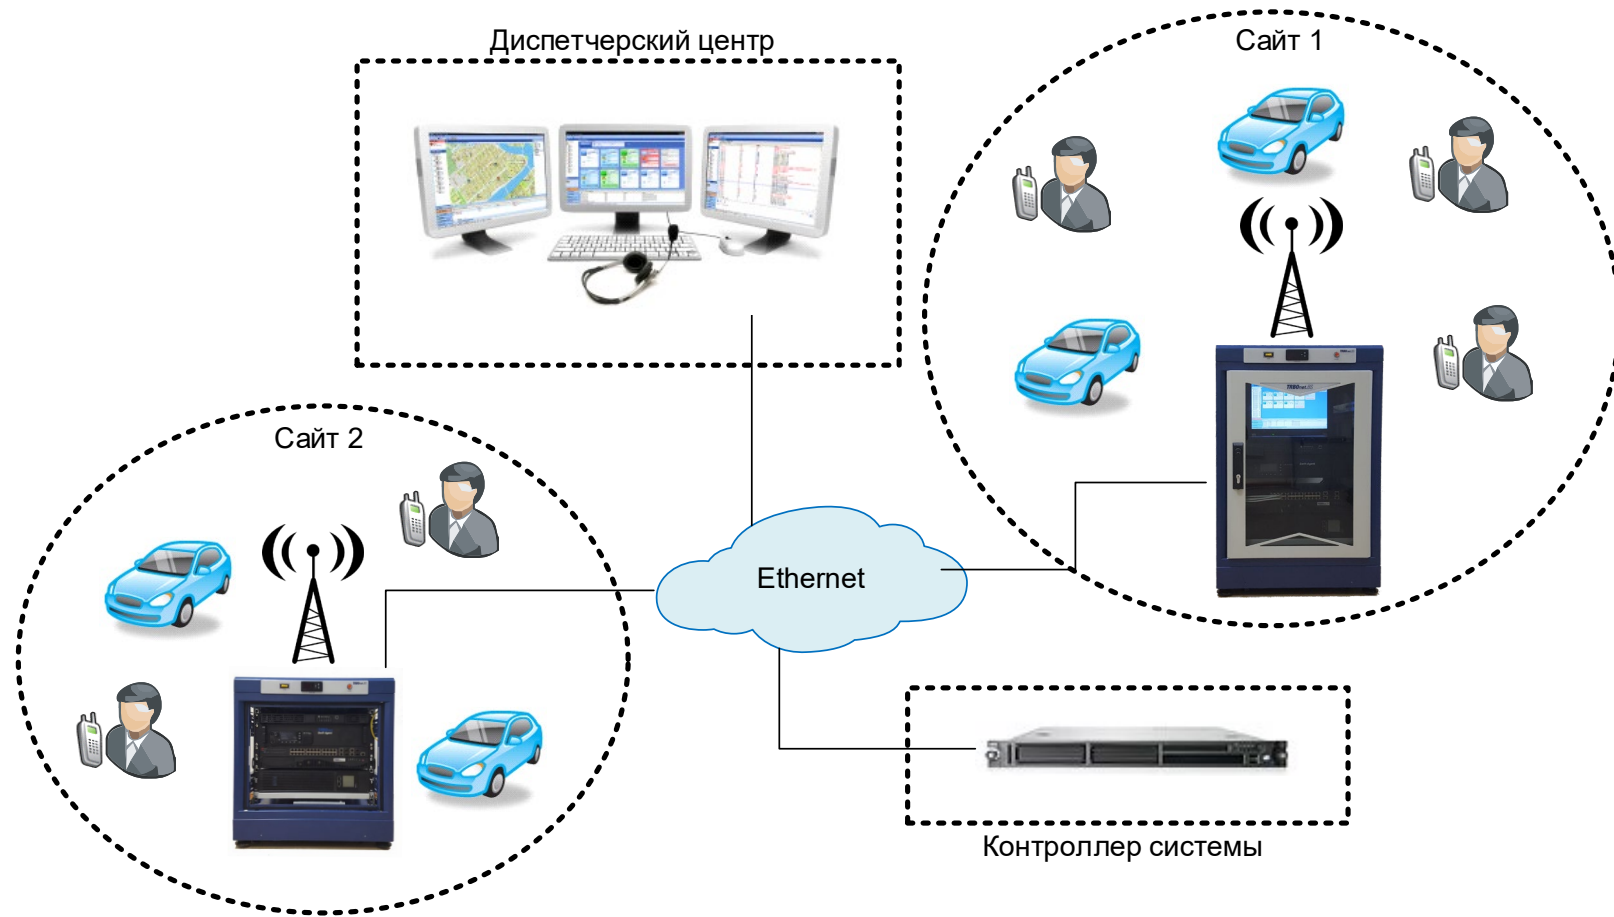 Диспетчерский центр
Сайт 1
Сайт 2
Ethernet
Контроллер системы